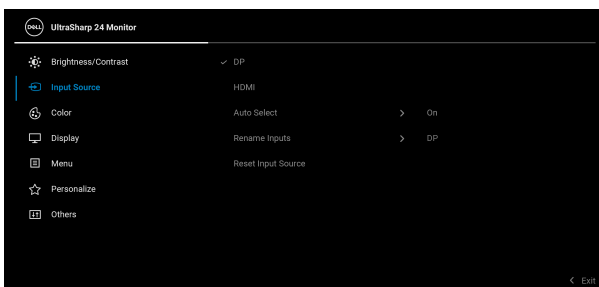 DELL UltraSharp 24 Monitor
Brightness/Contrast DP
Input Source HDMI
Color Auto Select On
Display Rename Inputs DP
Menu Reset Input Source
Personalize
Others
Exit